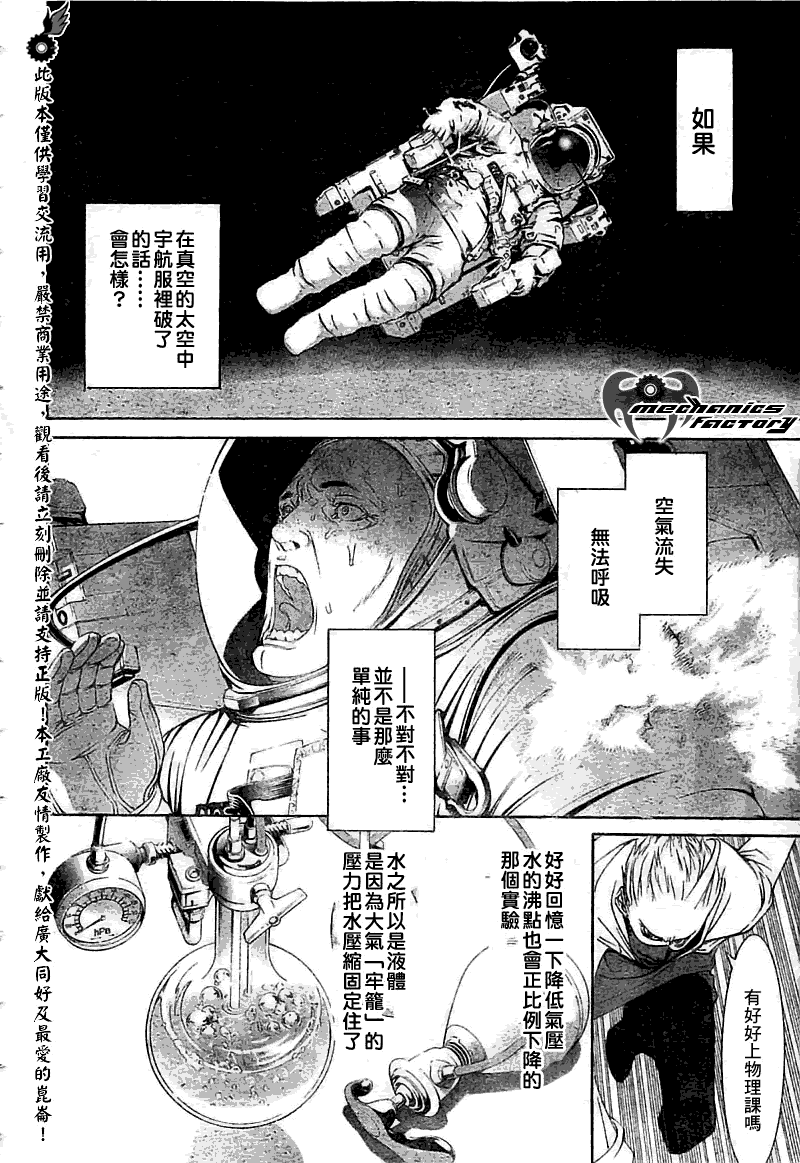 如果
在真空的太空中
宇航服裡破了
的話……
會怎樣？
mechanics
factory
空氣流失
無法呼吸
──不對不對…
並不是那麼
單純的事
有好好上物理課嗎
好好回憶一下降低氣壓
水的沸點也會正比例下降的
那個實驗
水之所以是液體
是因為大氣「牢籠」的
壓力把水壓縮固定住了
hPa
此版本僅供學習交流用，嚴禁商業用途，觀看後請立刻刪除並請支持正版！本工廠友情製作，獻給廣大同好及最愛的崑崙！